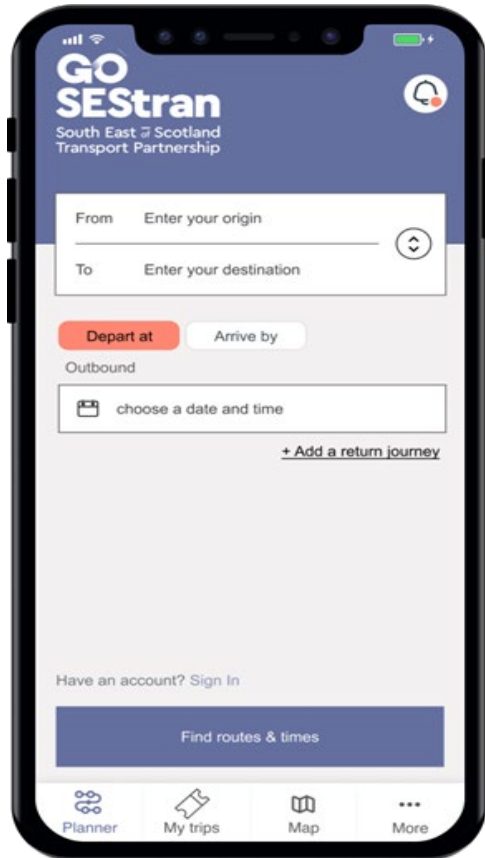 GO
SEStran
South East of Scotland
Transport Partnership
From Enter your origin
To Enter your destination
Depart at Arrive by
Outbound
choose a date and time
+ Add a return journey
Have an account? Sign In
Find routes & times
Planner My trips Map More